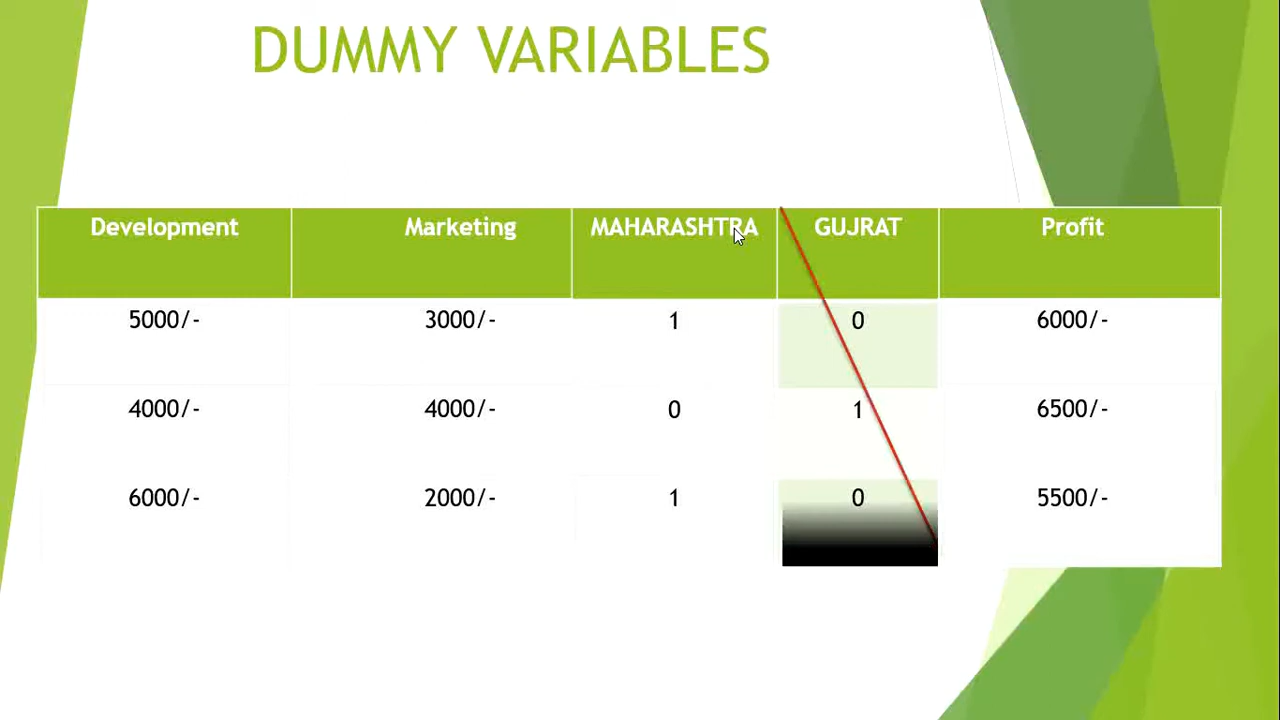 DUMMY VARIABLES
Development Marketing MAHARASHTRA GUJRAT Profit
5000/- 3000/- 1 0 6000/-
4000/- 4000/- 0 1 6500/-
6000/- 2000/- 1 0 5500/-